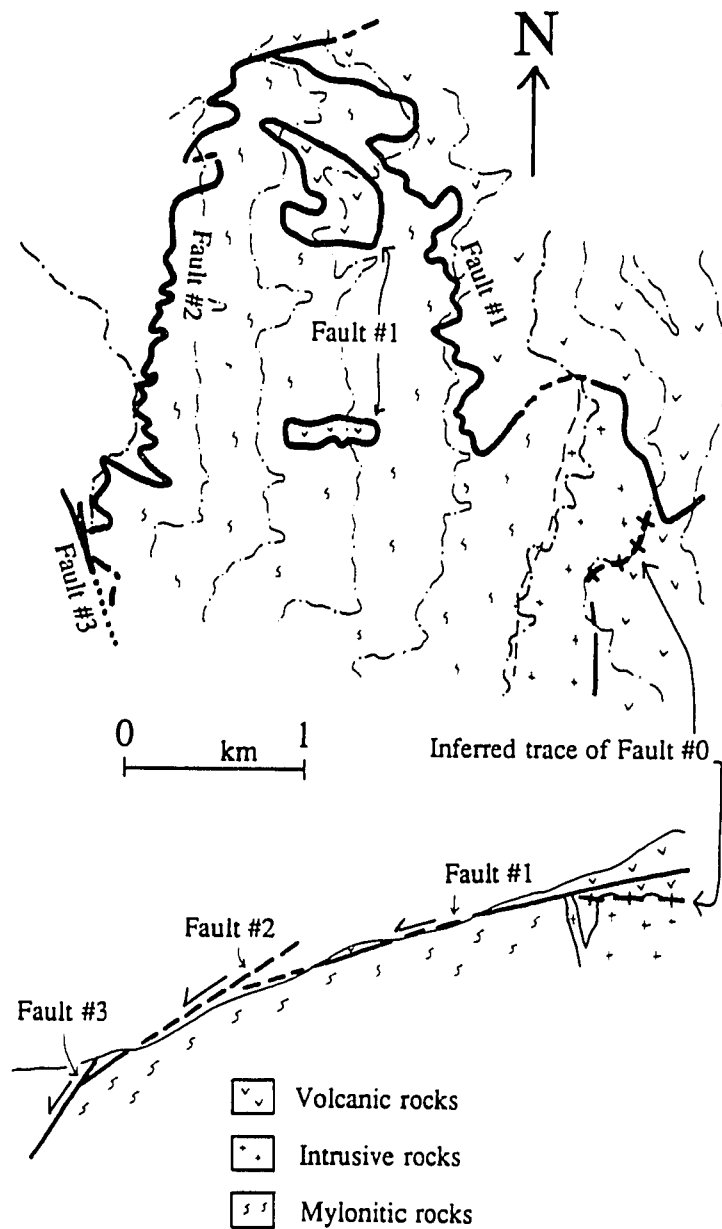 N
Fault #2
Fault #1
Fault #1
Fault #3
0
1
km
Inferred trace of Fault #0
Fault #1
Fault #2
Fault #3
Volcanic rocks
Intrusive rocks
Mylonitic rocks